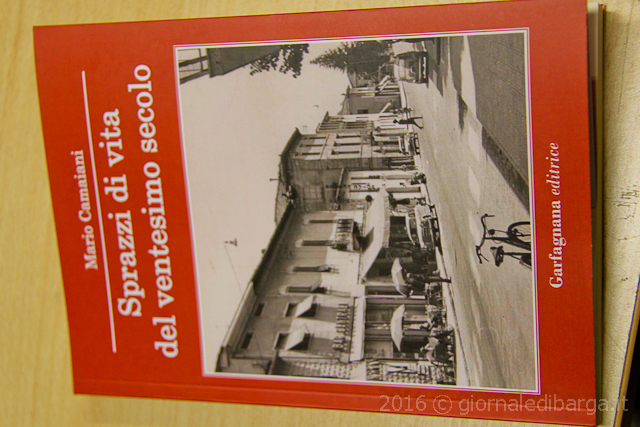 Mario Camaiani
Sprazzi di vita
del ventesimo secolo
Garfagnana editrice
2016 © giornaledibarga.it